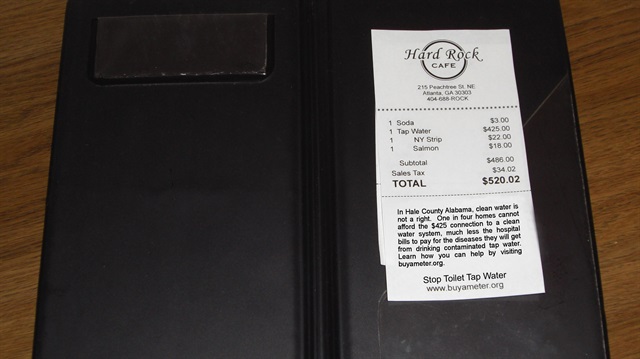 Hard Rock
CAFE
215 Peachtree St. NE
Atlanta, GA 30303
404-688-ROCK
1 Soda $3.00
1 Tap Water $425.00
1 NY Strip $22.00
1 Salmon $18.00
Subtotal $486.00
Sales Tax $34.02
TOTAL $520.02
In Hale County Alabama, clean water is
not a right. One in four homes cannot
afford the $425 connection to a clean
water system, much less the hospital
bills to pay for the diseases they will get
from drinking contaminated tap water.
Learn how you can help by visiting
buyameter.org.
Stop Toilet Tap Water
www.buyameter.org